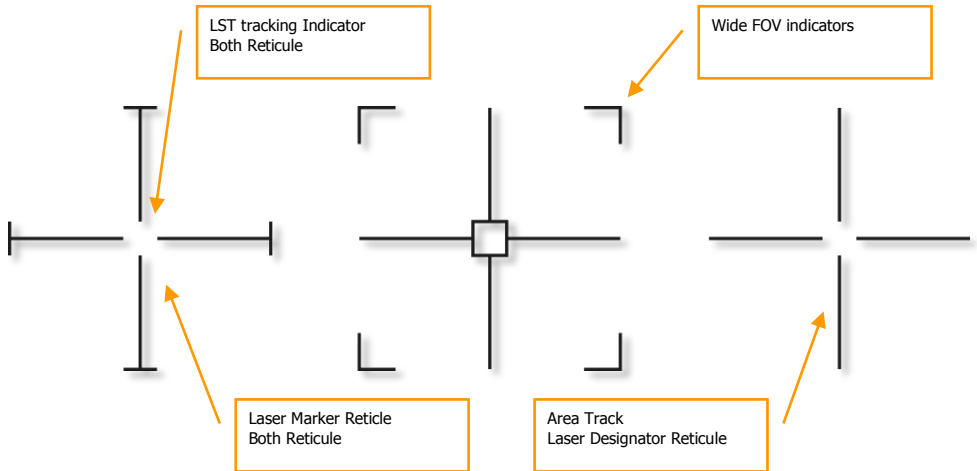 LST tracking Indicator
Both Reticule
Wide FOV indicators
Laser Marker Reticle
Both Reticule
Area Track
Laser Designator Reticule